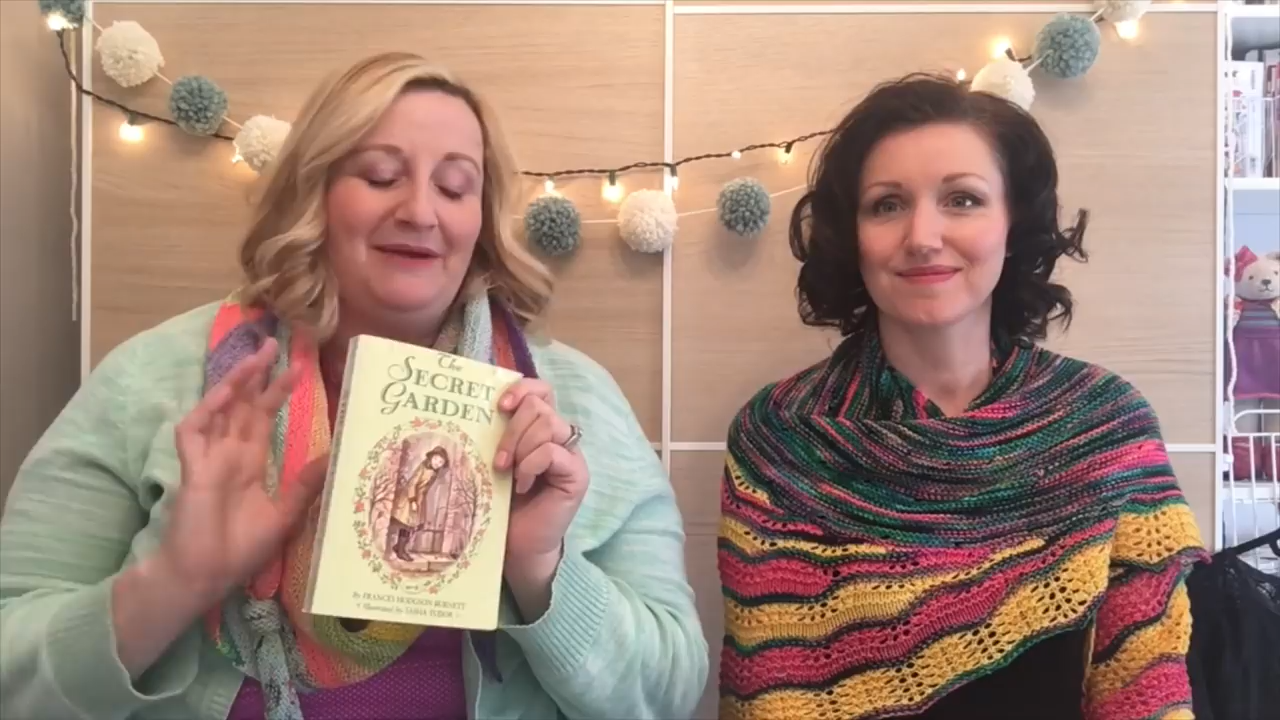 The
SECRET
GARDEN
By FRANCES HODGSON BURNETT
Illustrated by TASHA TUDOR